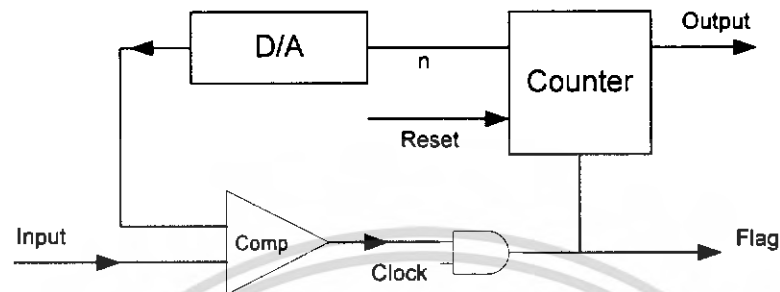 Output
D/A
n
Counter
Reset
Input
Comp
Clock
Flag